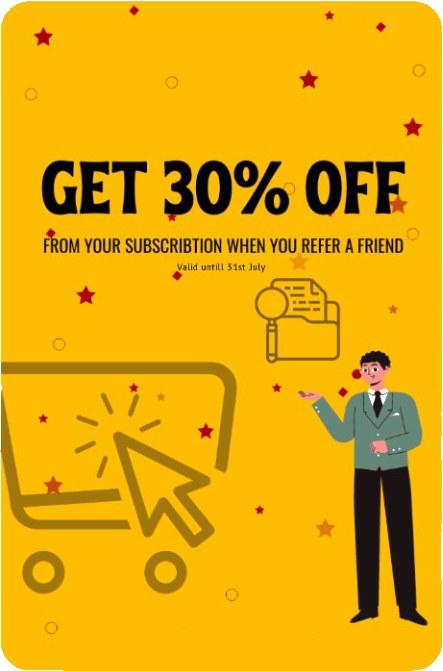 GET 30% OFF
FROM YOUR SUBSCRIBTION WHEN YOU REFER A FRIEND
Valid untill 31st July